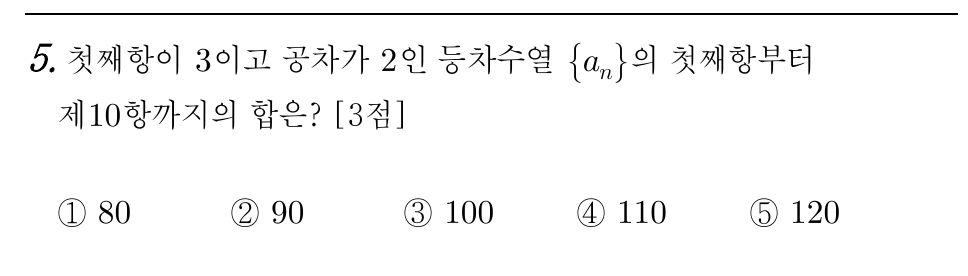 5. 첫째항이 3이고 공차가 2인 등차수열 {aₙ}의 첫째항부터
제10항까지의 합은? [3점]
① 80 ② 90 ③ 100 ④ 110 ⑤ 120